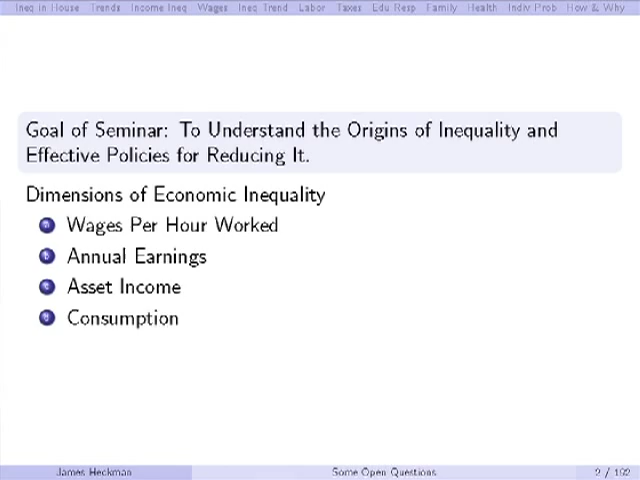 Ineq in House Trends Income Ineq Wages Ineq Trend Labor Taxes Edu Resp Family Health Indiv Prob How & Why
Goal of Seminar: To Understand the Origins of Inequality and
Effective Policies for Reducing It.
Dimensions of Economic Inequality
a Wages Per Hour Worked
b Annual Earnings
c Asset Income
d Consumption
James Heckman Some Open Questions 2 / 192